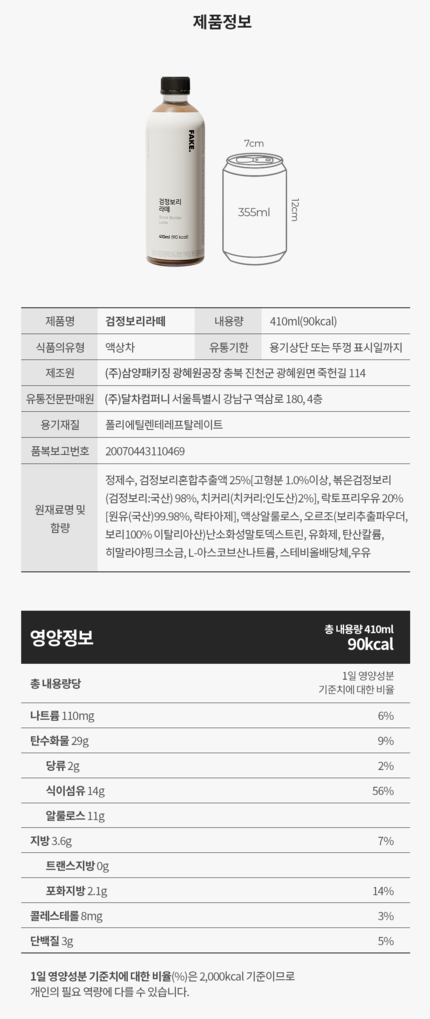 제품정보
FAKE.
검정보리
라떼
410ml (90 kcal)
7cm
355ml
12cm
제품명 검정보리라떼 내용량 410ml(90kcal)
식품의유형 액상차 유통기한 용기상단 또는 뚜껑 표시일까지
제조원 (주)삼양패키징 광혜원공장 충북 진천군 광혜원면 죽헌길 114
유통전문판매원 (주)달차컴퍼니 서울특별시 강남구 역삼로 180, 4층
용기재질 폴리에틸렌테레프탈레이트
품목보고번호 20070443110469
원재료명 및
함량
정제수, 검정보리혼합추출액 25%[고형분 1.0%이상, 볶은검정보리
(검정보리:국산) 98%, 치커리(치커리:인도산)2%], 락토프리우유 20%
[원유(국산)99.98%, 락타아제], 액상알룰로스, 오르조(보리추출파우더,
보리100% 이탈리아산)난소화성말토덱스트린, 유화제, 탄산칼륨,
히말라야핑크소금, L-아스코브산나트륨, 스테비올배당체,우유
영양정보
총 내용량 410ml
90kcal
총 내용량당
1일 영양성분
기준치에 대한 비율
나트륨 110mg 6%
탄수화물 29g 9%
당류 2g 2%
식이섬유 14g 56%
알룰로스 11g
지방 3.6g 7%
트랜스지방 0g
포화지방 2.1g 14%
콜레스테롤 8mg 3%
단백질 3g 5%
1일 영양성분 기준치에 대한 비율(%)은 2,000kcal 기준이므로
개인의 필요 역량에 다를 수 있습니다.